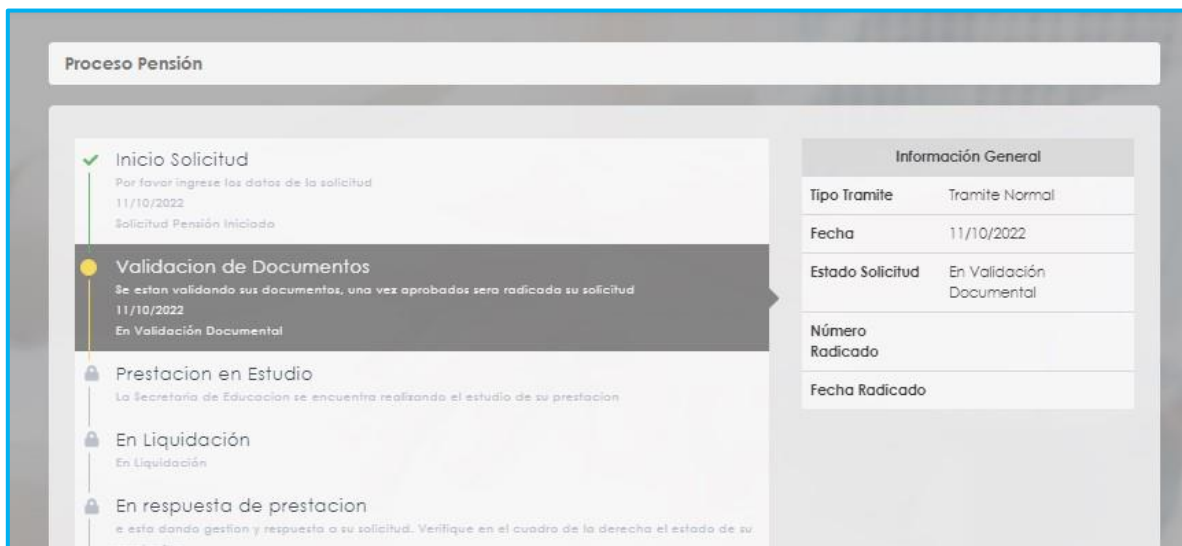 Proceso Pensión
Inicio Solicitud
Por favor ingrese los datos de la solicitud
11/10/2022
Solicitud Pensión Iniciada
Validacion de Documentos
Se estan validando sus documentos, una vez aprobados sera radicada su solicitud
11/10/2022
En Validación Documental
Prestacion en Estudio
La Secretaria de Educacion se encuentra realizando el estudio de su prestacion
En Liquidación
En Liquidación
En respuesta de prestacion
e esta dando gestion y respuesta a su solicitud. Verifique en el cuadro de la derecha el estado de su
Información General
Tipo Tramite Tramite Normal
Fecha 11/10/2022
Estado Solicitud En Validación
Documental
Número
Radicado
Fecha Radicado